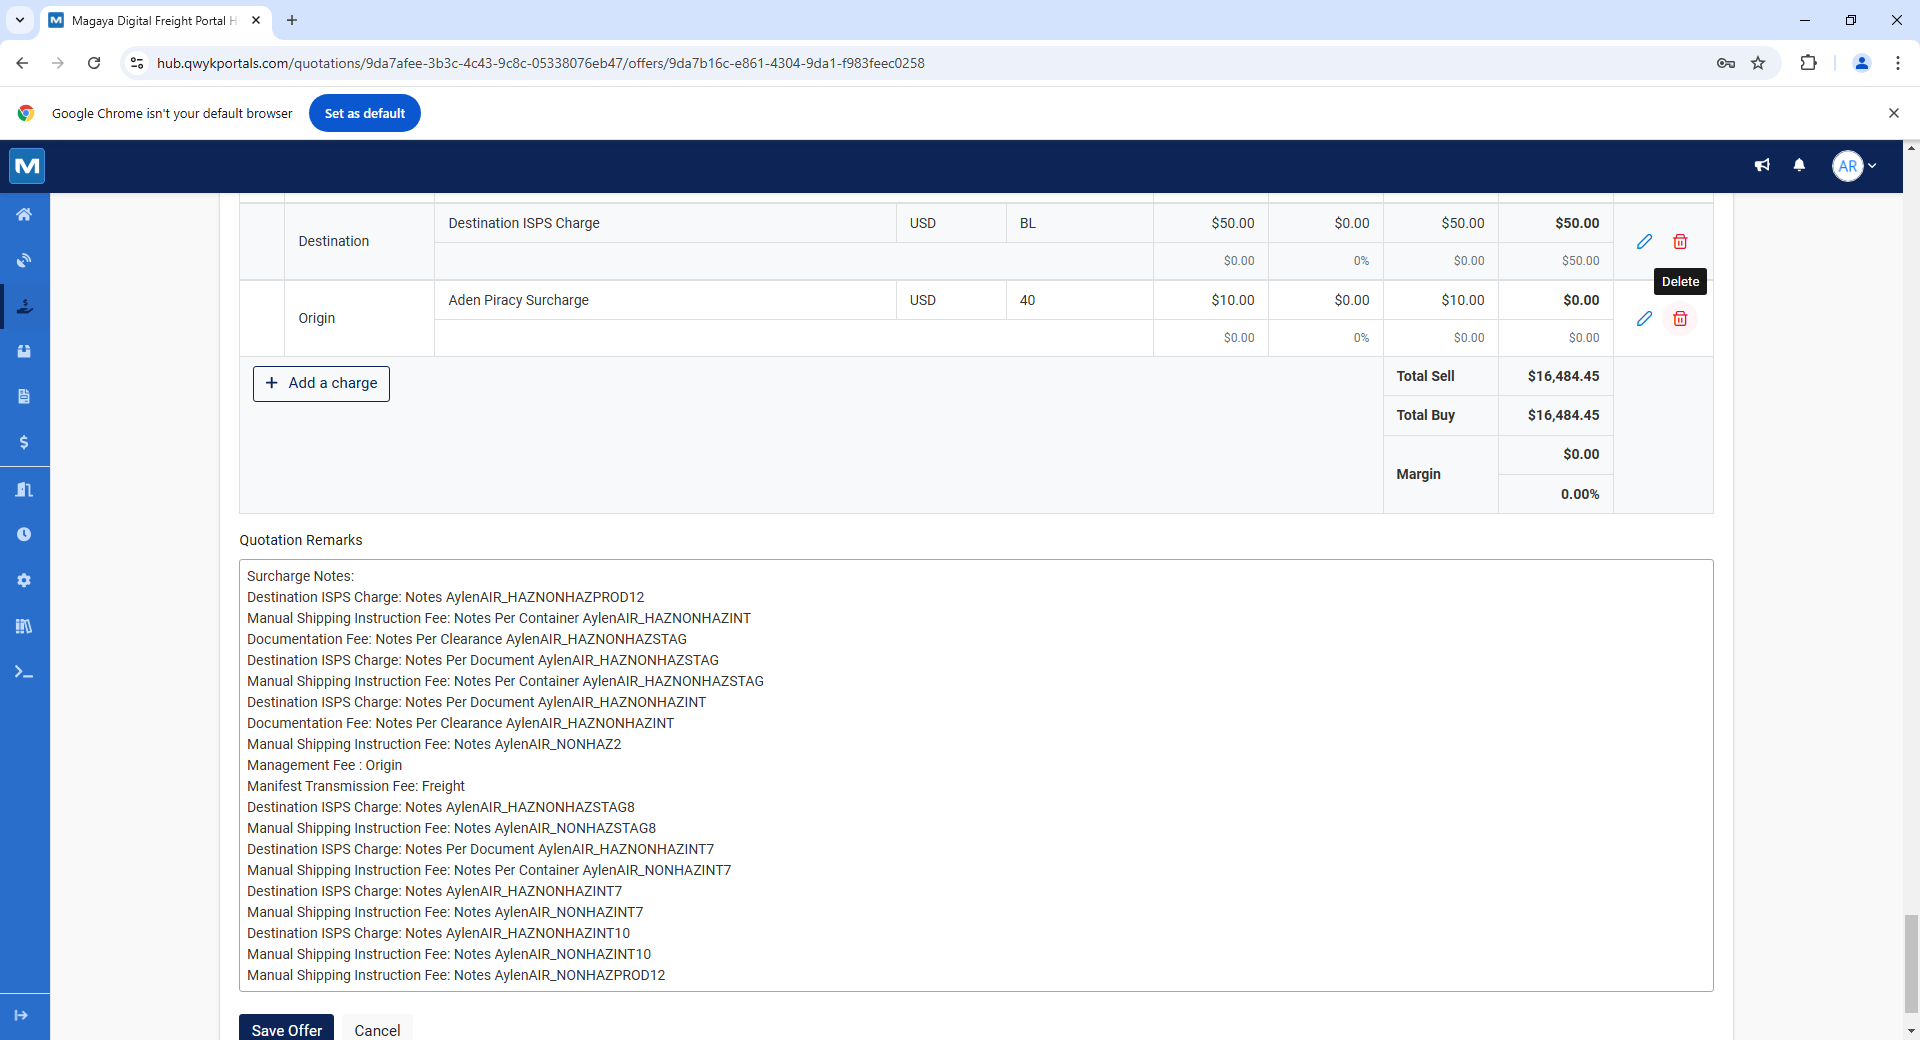 Magaya Digital Freight Portal H
hub.qwykportals.com/quotations/9da7afee-3b3c-4c43-9c8c-05338076eb47/offers/9da7b16c-e861-4304-9da1-f983feec0258
Google Chrome isn't your default browser
Set as default
M
AR
Destination
Destination ISPS Charge USD BL $50.00 $0.00 $50.00 $50.00
$0.00 0% $0.00 $50.00
Delete
Origin
Aden Piracy Surcharge USD 40 $10.00 $0.00 $10.00 $0.00
$0.00 0% $0.00 $0.00
+ Add a charge
Total Sell $16,484.45
Total Buy $16,484.45
Margin
$0.00
0.00%
Quotation Remarks
Surcharge Notes:
Destination ISPS Charge: Notes AylenAIR_HAZNONHAZPROD12
Manual Shipping Instruction Fee: Notes Per Container AylenAIR_HAZNONHAZINT
Documentation Fee: Notes Per Clearance AylenAIR_HAZNONHAZSTAG
Destination ISPS Charge: Notes Per Document AylenAIR_HAZNONHAZSTAG
Manual Shipping Instruction Fee: Notes Per Container AylenAIR_HAZNONHAZSTAG
Destination ISPS Charge: Notes Per Document AylenAIR_HAZNONHAZINT
Documentation Fee: Notes Per Clearance AylenAIR_HAZNONHAZINT
Manual Shipping Instruction Fee: Notes AylenAIR_NONHAZ2
Management Fee : Origin
Manifest Transmission Fee: Freight
Destination ISPS Charge: Notes AylenAIR_HAZNONHAZSTAG8
Manual Shipping Instruction Fee: Notes AylenAIR_NONHAZSTAG8
Destination ISPS Charge: Notes Per Document AylenAIR_HAZNONHAZINT7
Manual Shipping Instruction Fee: Notes Per Container AylenAIR_NONHAZINT7
Destination ISPS Charge: Notes AylenAIR_HAZNONHAZINT7
Manual Shipping Instruction Fee: Notes AylenAIR_NONHAZINT7
Destination ISPS Charge: Notes AylenAIR_HAZNONHAZINT10
Manual Shipping Instruction Fee: Notes AylenAIR_NONHAZINT10
Manual Shipping Instruction Fee: Notes AylenAIR_NONHAZPROD12
Save Offer
Cancel